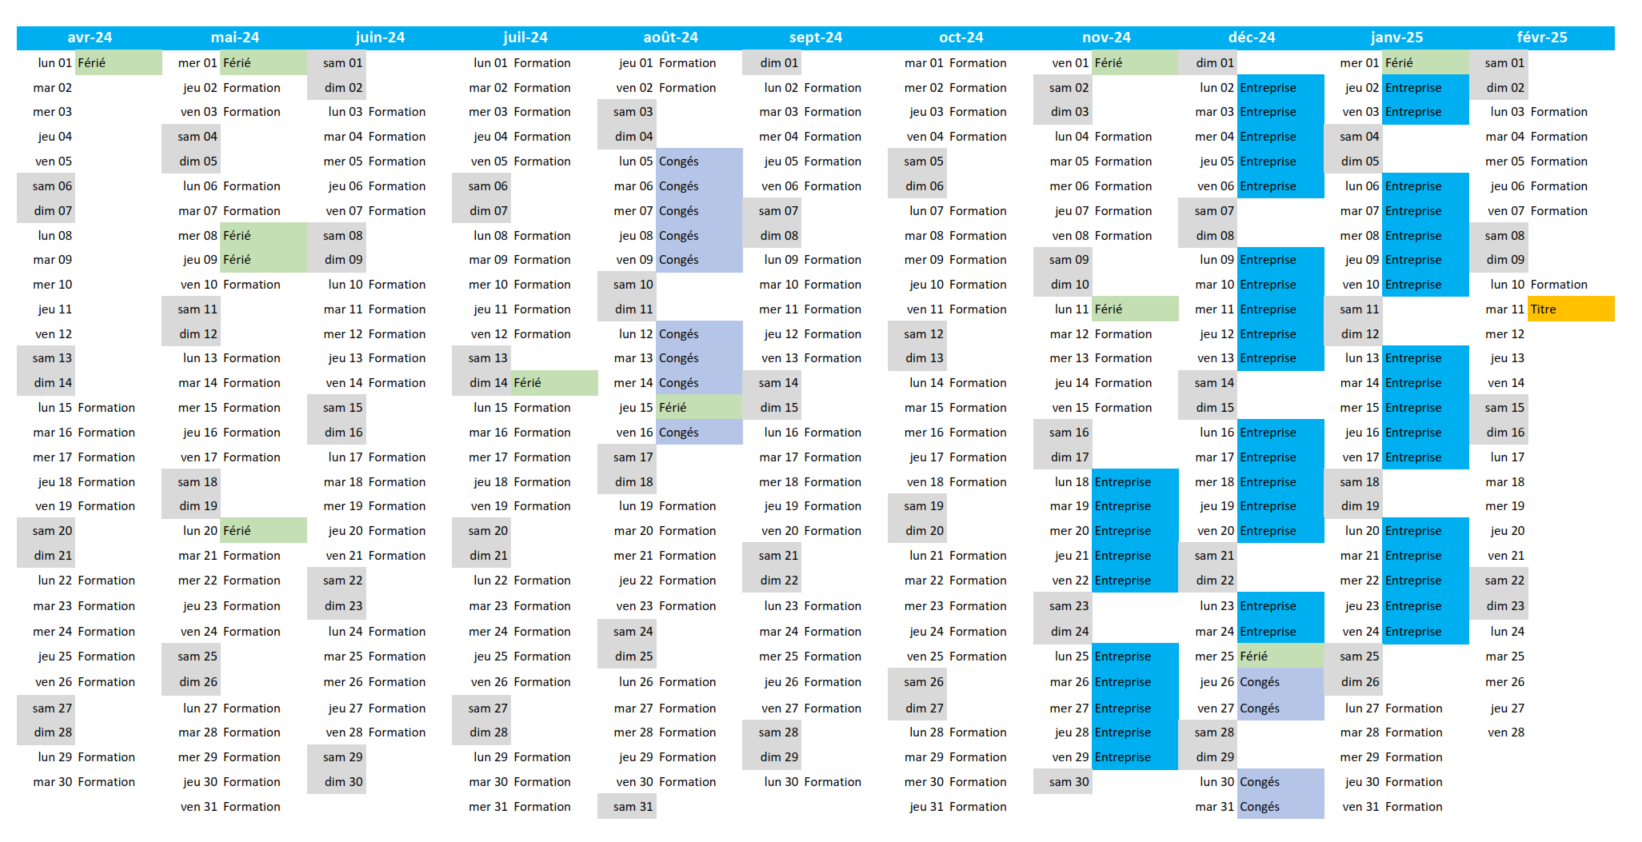 avr-24 mai-24 juin-24 juil-24 août-24 sept-24 oct-24 nov-24 déc-24 janv-25 févr-25
lun 01 Férié mer 01 Férié sam 01 lun 01 Formation jeu 01 Formation dim 01 mar 01 Formation ven 01 Férié dim 01 mer 01 Férié sam 01
mar 02 jeu 02 Formation dim 02 mar 02 Formation ven 02 Formation lun 02 Formation mer 02 Formation sam 02 lun 02 Entreprise jeu 02 Entreprise dim 02
mer 03 ven 03 Formation lun 03 Formation mer 03 Formation sam 03 mar 03 Formation jeu 03 Formation dim 03 mar 03 Entreprise ven 03 Entreprise lun 03 Formation
jeu 04 sam 04 mar 04 Formation jeu 04 Formation dim 04 mer 04 Formation ven 04 Formation lun 04 Formation mer 04 Entreprise sam 04 mar 04 Formation
ven 05 dim 05 mer 05 Formation ven 05 Formation lun 05 Congés jeu 05 Formation sam 05 mar 05 Formation jeu 05 Entreprise dim 05 mer 05 Formation
sam 06 lun 06 Formation jeu 06 Formation sam 06 mar 06 Congés ven 06 Formation dim 06 mer 06 Formation ven 06 Entreprise lun 06 Entreprise jeu 06 Formation
dim 07 mar 07 Formation ven 07 Formation dim 07 mer 07 Congés sam 07 lun 07 Formation jeu 07 Formation sam 07 mar 07 Entreprise ven 07 Formation
lun 08 mer 08 Férié sam 08 lun 08 Formation jeu 08 Congés dim 08 mar 08 Formation ven 08 Formation dim 08 mer 08 Entreprise sam 08
mar 09 jeu 09 Férié dim 09 mar 09 Formation ven 09 Congés lun 09 Formation mer 09 Formation sam 09 lun 09 Entreprise jeu 09 Entreprise dim 09
mer 10 ven 10 Formation lun 10 Formation mer 10 Formation sam 10 mar 10 Formation jeu 10 Formation dim 10 mar 10 Entreprise ven 10 Entreprise lun 10 Formation
jeu 11 sam 11 mar 11 Formation jeu 11 Formation dim 11 mer 11 Formation ven 11 Formation lun 11 Férié mer 11 Entreprise sam 11 mar 11 Titre
ven 12 dim 12 mer 12 Formation ven 12 Formation lun 12 Congés jeu 12 Formation sam 12 mar 12 Formation jeu 12 Entreprise dim 12 mer 12
sam 13 lun 13 Formation jeu 13 Formation sam 13 mar 13 Congés ven 13 Formation dim 13 mer 13 Formation ven 13 Entreprise lun 13 Entreprise jeu 13
dim 14 mar 14 Formation ven 14 Formation dim 14 Férié mer 14 Congés sam 14 lun 14 Formation jeu 14 Formation sam 14 mar 14 Entreprise ven 14
lun 15 Formation mer 15 Formation sam 15 lun 15 Formation jeu 15 Férié dim 15 mar 15 Formation ven 15 Formation dim 15 mer 15 Entreprise sam 15
mar 16 Formation jeu 16 Formation dim 16 mar 16 Formation ven 16 Congés lun 16 Formation mer 16 Formation sam 16 lun 16 Entreprise jeu 16 Entreprise dim 16
mer 17 Formation ven 17 Formation lun 17 Formation mer 17 Formation sam 17 mar 17 Formation jeu 17 Formation dim 17 mar 17 Entreprise ven 17 Entreprise lun 17
jeu 18 Formation sam 18 mar 18 Formation jeu 18 Formation dim 18 mer 18 Formation ven 18 Formation lun 18 Entreprise mer 18 Entreprise sam 18 mar 18
ven 19 Formation dim 19 mer 19 Formation ven 19 Formation lun 19 Formation jeu 19 Formation sam 19 mar 19 Entreprise jeu 19 Entreprise dim 19 mer 19
sam 20 lun 20 Férié jeu 20 Formation sam 20 mar 20 Formation ven 20 Formation dim 20 mer 20 Entreprise ven 20 Entreprise lun 20 Entreprise jeu 20
dim 21 mar 21 Formation ven 21 Formation dim 21 mer 21 Formation sam 21 lun 21 Formation jeu 21 Entreprise sam 21 mar 21 Entreprise ven 21
lun 22 Formation mer 22 Formation sam 22 lun 22 Formation jeu 22 Formation dim 22 mar 22 Formation ven 22 Entreprise dim 22 mer 22 Entreprise sam 22
mar 23 Formation jeu 23 Formation dim 23 mar 23 Formation ven 23 Formation lun 23 Formation mer 23 Formation sam 23 lun 23 Entreprise jeu 23 Entreprise dim 23
mer 24 Formation ven 24 Formation lun 24 Formation mer 24 Formation sam 24 mar 24 Formation jeu 24 Formation dim 24 mar 24 Entreprise ven 24 Entreprise lun 24
jeu 25 Formation sam 25 mar 25 Formation jeu 25 Formation dim 25 mer 25 Formation ven 25 Formation lun 25 Entreprise mer 25 Férié sam 25 mar 25
ven 26 Formation dim 26 mer 26 Formation ven 26 Formation lun 26 Formation jeu 26 Formation sam 26 mar 26 Entreprise jeu 26 Congés dim 26 mer 26
sam 27 lun 27 Formation jeu 27 Formation sam 27 mar 27 Formation ven 27 Formation dim 27 mer 27 Entreprise ven 27 Congés lun 27 Formation jeu 27
dim 28 mar 28 Formation ven 28 Formation dim 28 mer 28 Formation sam 28 lun 28 Formation jeu 28 Entreprise sam 28 mar 28 Formation ven 28
lun 29 Formation mer 29 Formation sam 29 lun 29 Formation jeu 29 Formation dim 29 mar 29 Formation ven 29 Entreprise dim 29 mer 29 Formation
mar 30 Formation jeu 30 Formation dim 30 mar 30 Formation ven 30 Formation lun 30 Formation mer 30 Formation sam 30 lun 30 Congés jeu 30 Formation
ven 31 Formation mer 31 Formation sam 31 jeu 31 Formation mar 31 Congés ven 31 Formation